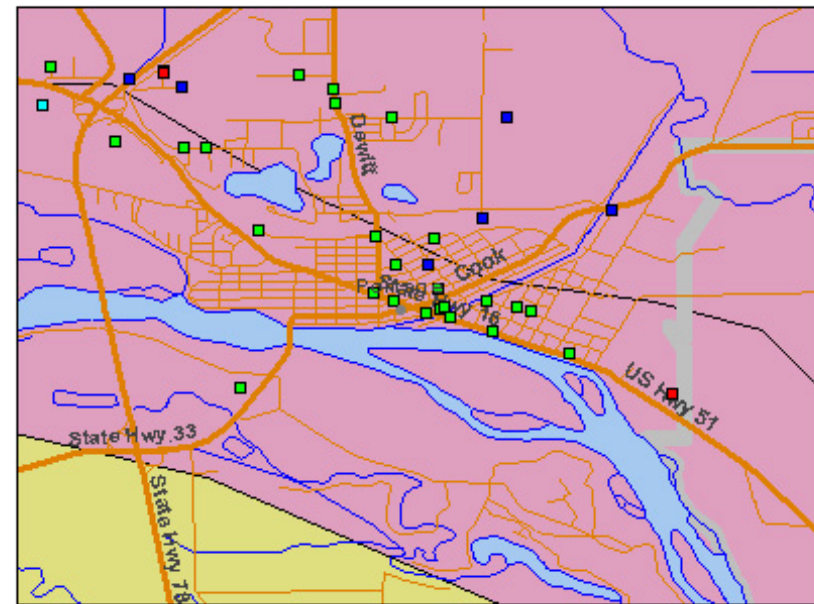 Dewitt
Cook
State Hwy 16
US Hwy 51
State Hwy 33
State Hwy 78